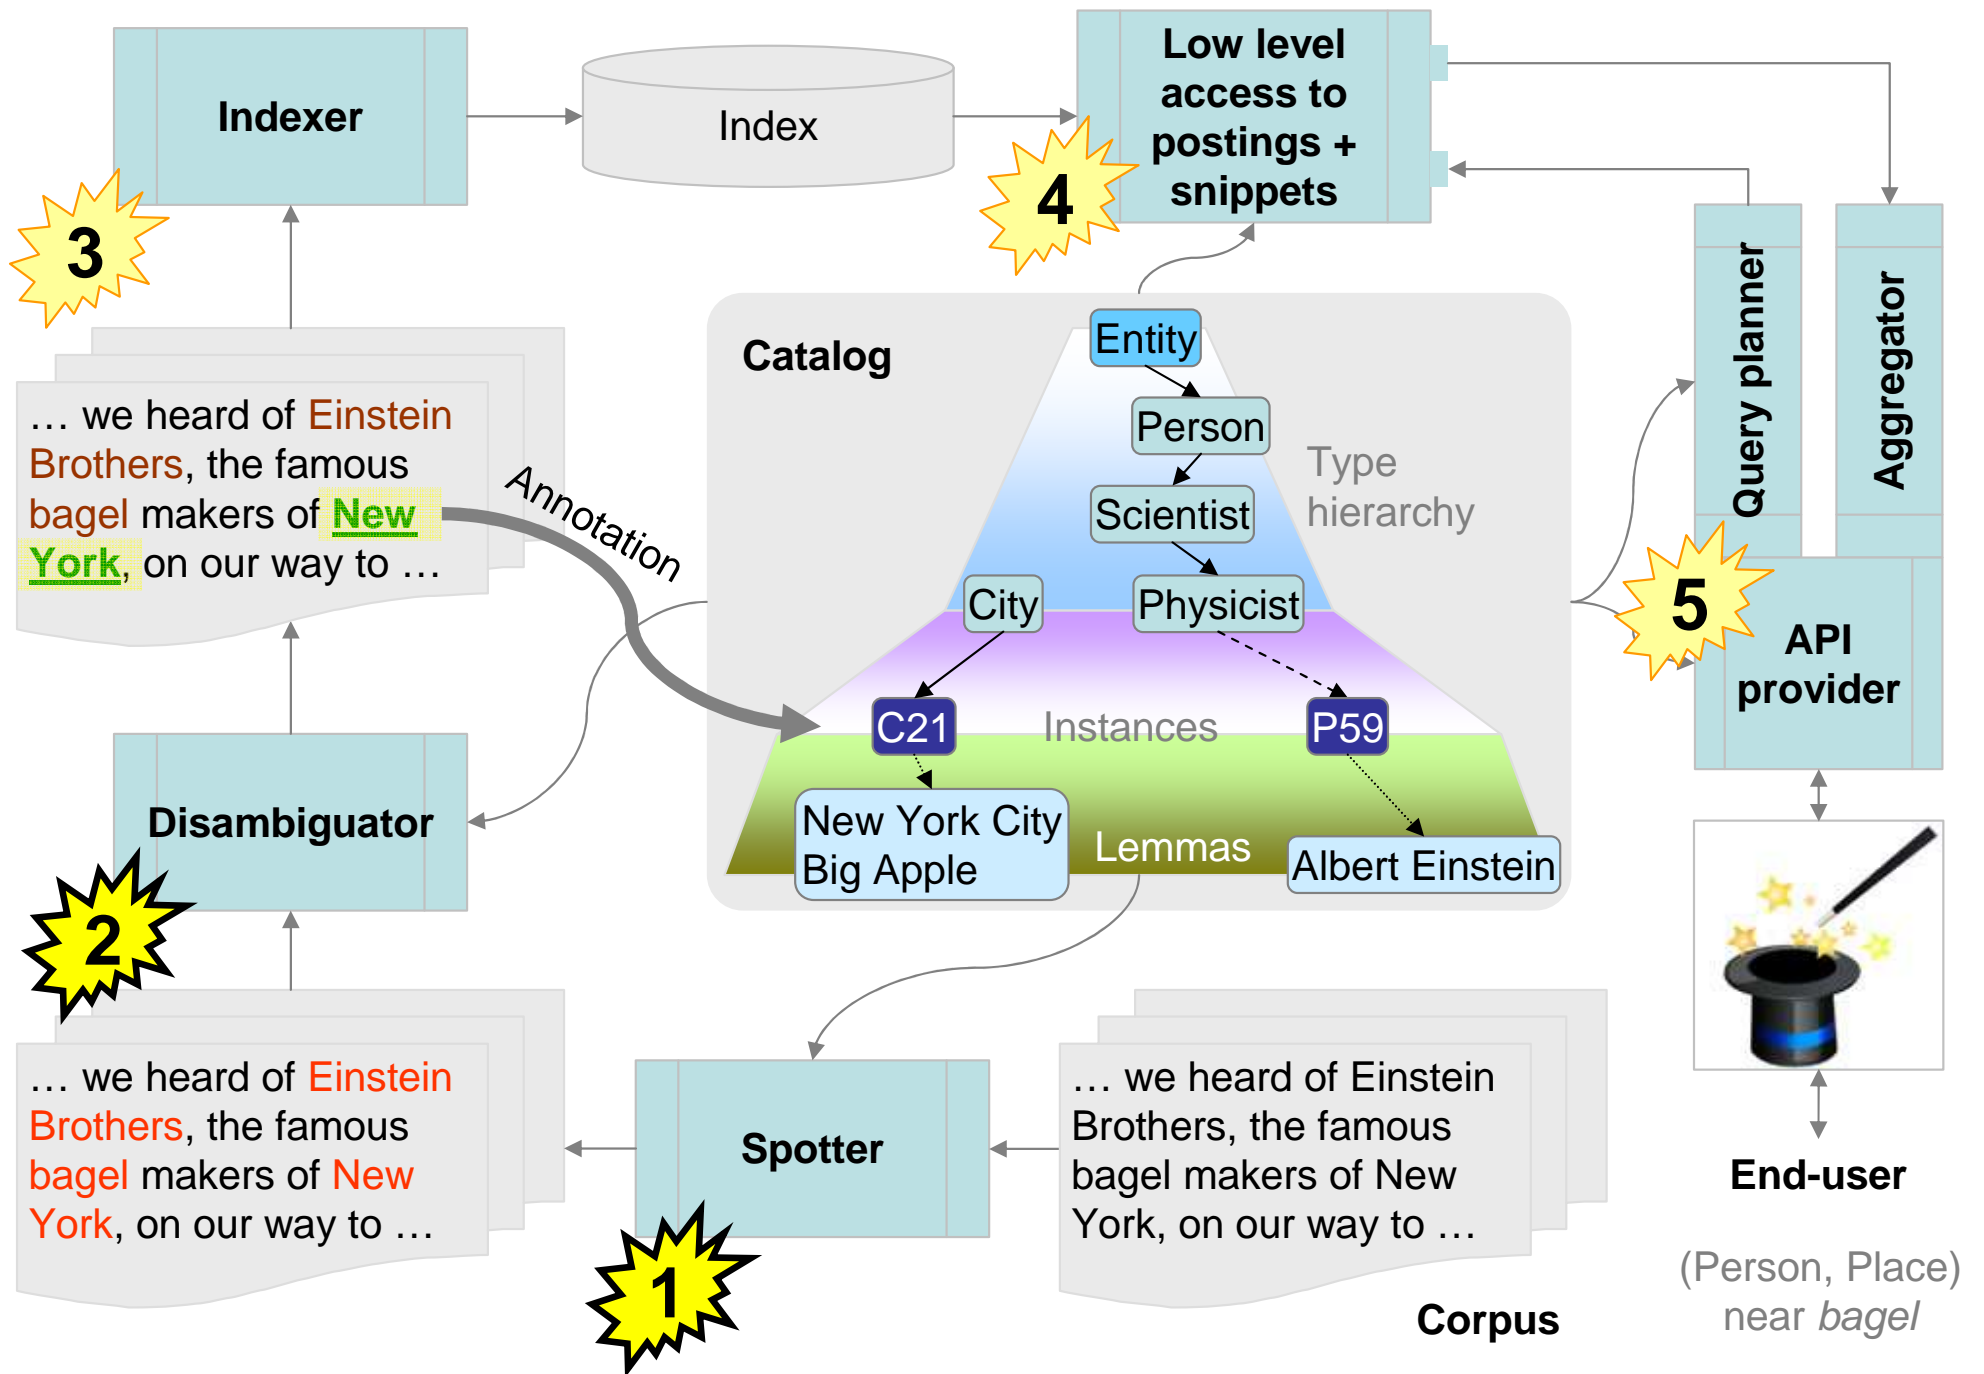 Indexer
Index
Low level
access to
postings +
snippets
3
4
Query planner
Aggregator
Catalog
Entity
Person
Scientist
Physicist
City
Type
hierarchy
C21
Instances
P59
New York City
Big Apple
Lemmas
Albert Einstein
… we heard of Einstein
Brothers, the famous
bagel makers of New
York, on our way to …
Annotation
5
API
provider
Disambiguator
2
… we heard of Einstein
Brothers, the famous
bagel makers of New
York, on our way to …
Spotter
1
… we heard of Einstein
Brothers, the famous
bagel makers of New
York, on our way to …
Corpus
End-user
(Person, Place)
near bagel